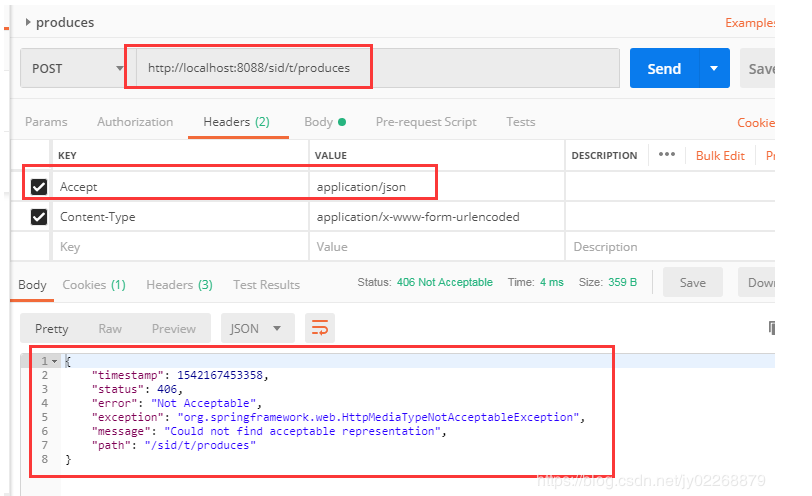 produces
Examples
POST http://localhost:8088/sid/t/produces Send Save
Params Authorization Headers (2) Body Pre-request Script Tests Cookie
KEY VALUE DESCRIPTION ••• Bulk Edit Pr
Accept application/json
Content-Type application/x-www-form-urlencoded
Key Value Description
Body Cookies (1) Headers (3) Test Results Status: 406 Not Acceptable Time: 4 ms Size: 359 B Save Dow
Pretty Raw Preview JSON
1 {
2 "timestamp": 1542167453358,
3 "status": 406,
4 "error": "Not Acceptable",
5 "exception": "org.springframework.web.HttpMediaTypeNotAcceptableException",
6 "message": "Could not find acceptable representation",
7 "path": "/sid/t/produces"
8 }
https://blog.csdn.net/jy02268879